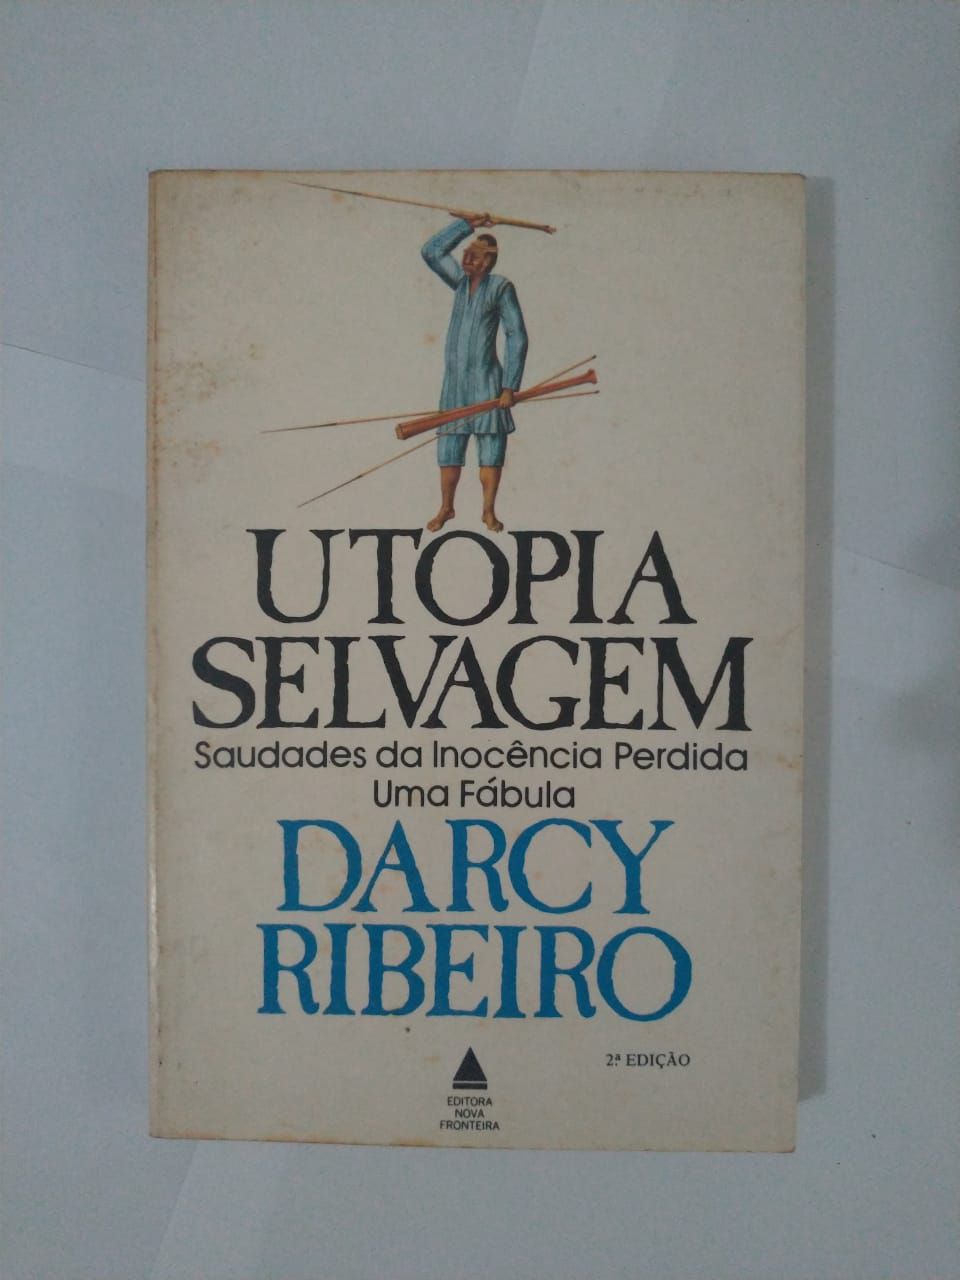 UTOPIA
SELVAGEM
Saudades da Inocência Perdida
Uma Fábula
DARCY
RIBEIRO
2ª EDIÇÃO
EDITORA
NOVA
FRONTEIRA